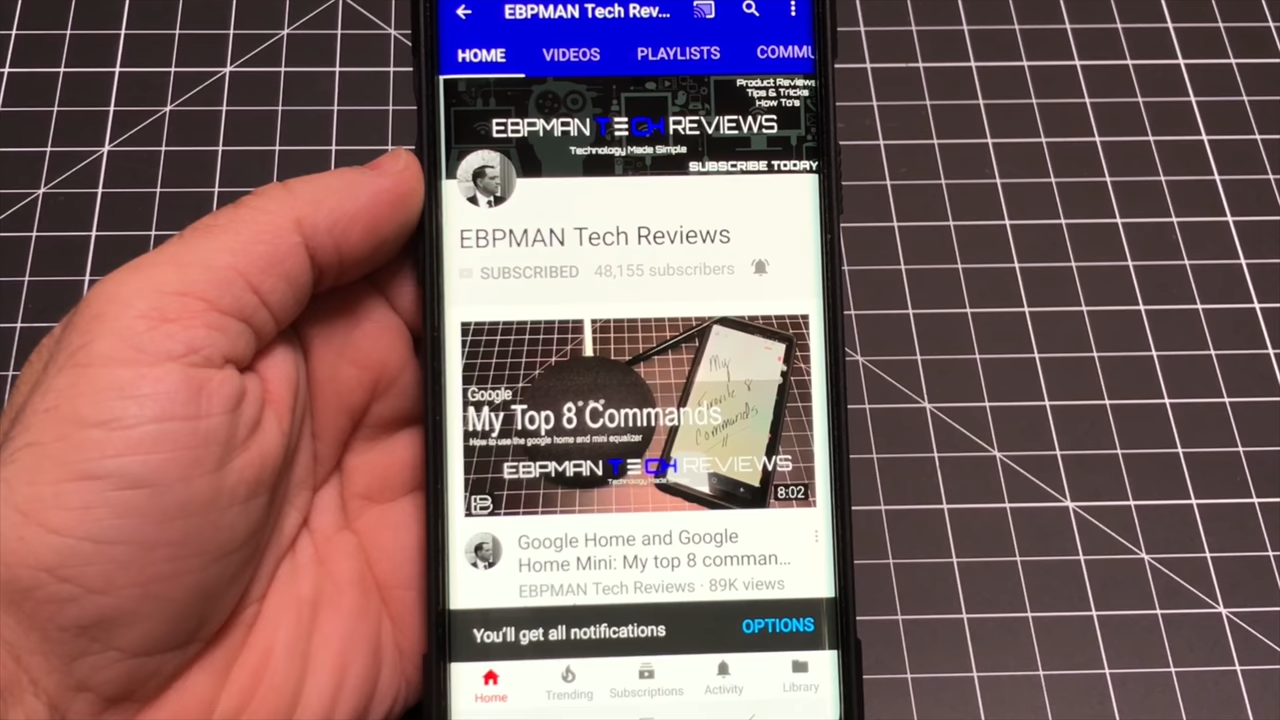 EBPMAN Tech Rev...
HOME VIDEOS PLAYLISTS COMMU
Product Reviews
Tips & Tricks
How To's
EBPMAN TECH REVIEWS
Technology Made Simple
SUBSCRIBE TODAY
EBPMAN Tech Reviews
SUBSCRIBED 48,155 subscribers
Google
My Top 8 Commands
How to use the google home and mini equalizer
My
Favorite 8
Commands
EBPMAN TECH REVIEWS
Technology Made Simple
8:02
Google Home and Google
Home Mini: My top 8 comman...
EBPMAN Tech Reviews · 89K views
You'll get all notifications OPTIONS
Home Trending Subscriptions Activity Library